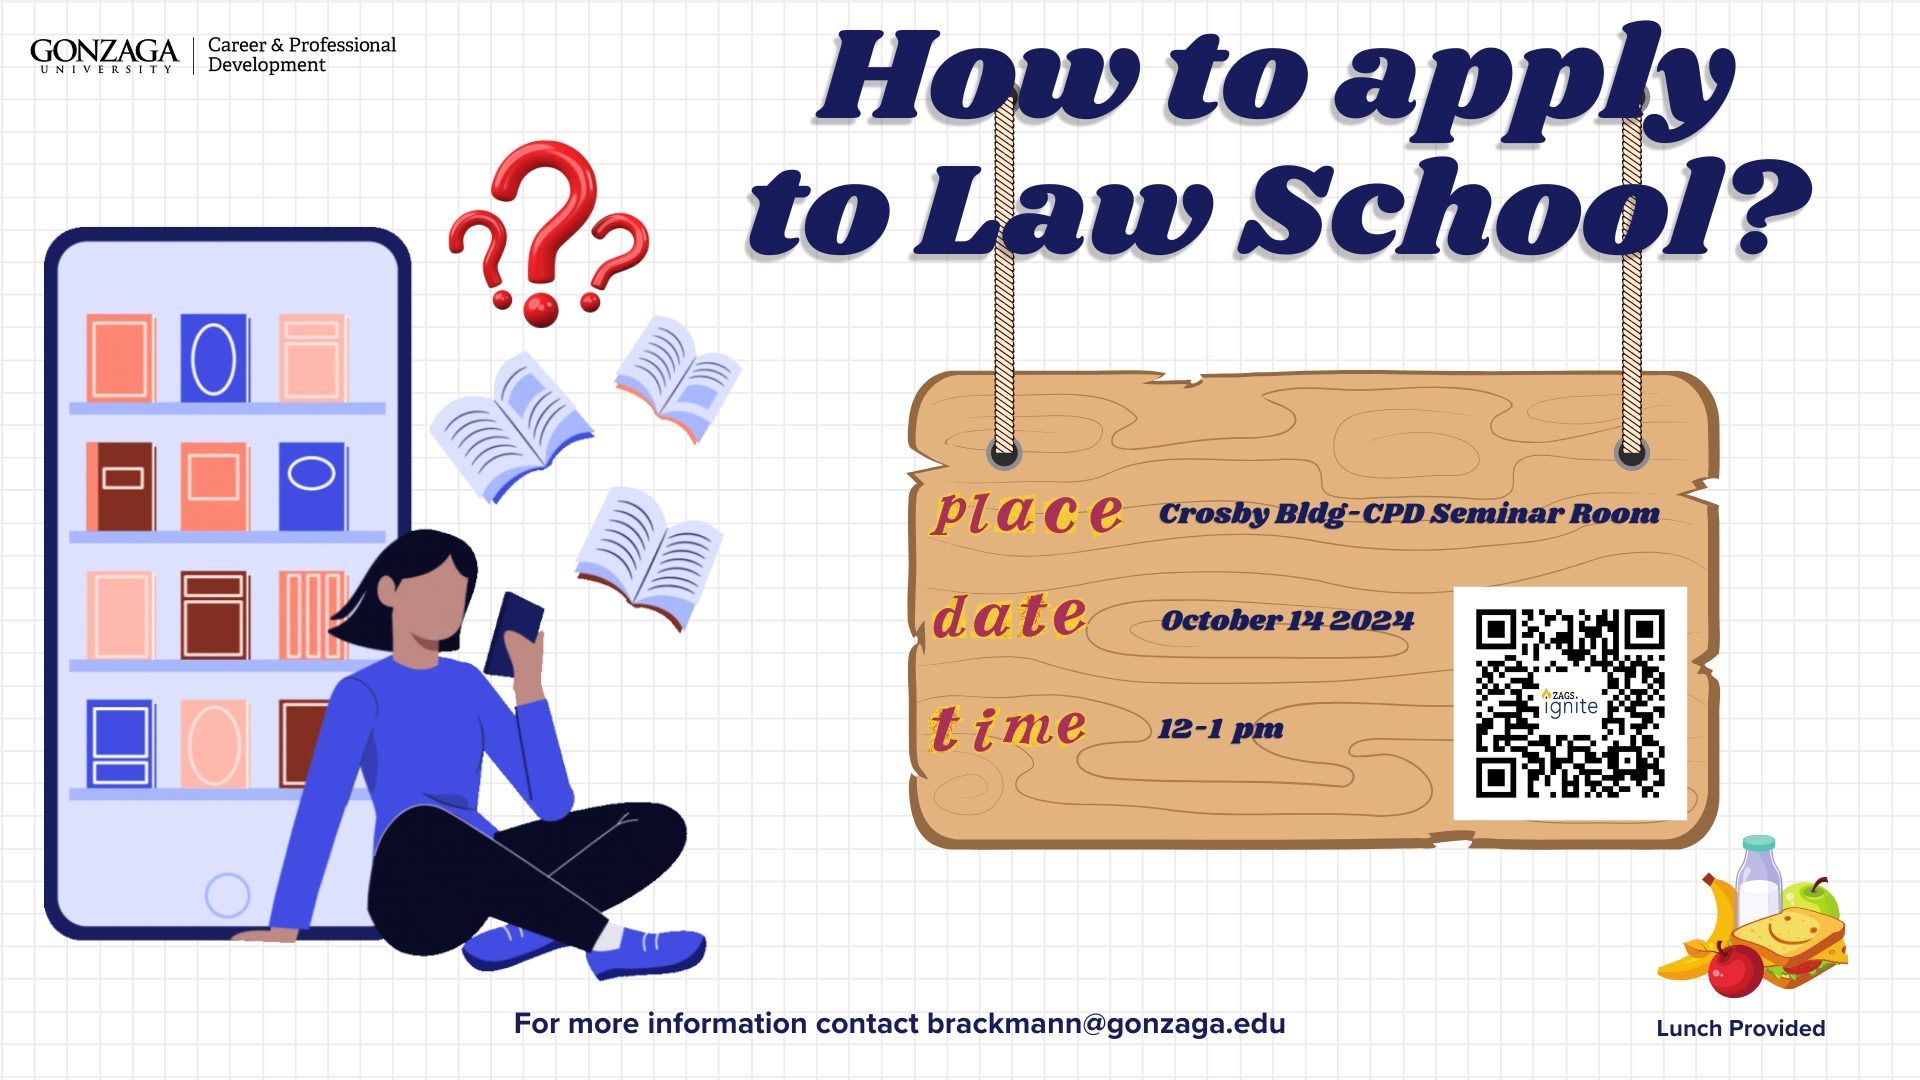 GONZAGA
UNIVERSITY
Career & Professional
Development
How to apply
to Law School?
place Crosby Bldg-CPD Seminar Room
date October 14 2024
time 12-1 pm
ZAGS.
ignite
For more information contact brackmann@gonzaga.edu
Lunch Provided